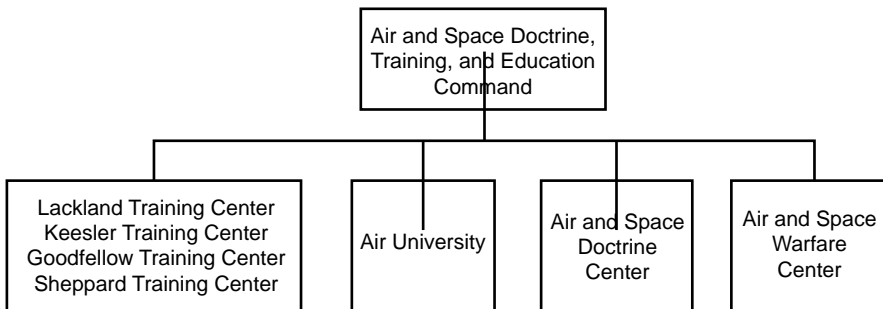 Air and Space Doctrine,
Training, and Education
Command
Lackland Training Center
Keesler Training Center
Goodfellow Training Center
Sheppard Training Center
Air University
Air and Space
Doctrine
Center
Air and Space
Warfare
Center